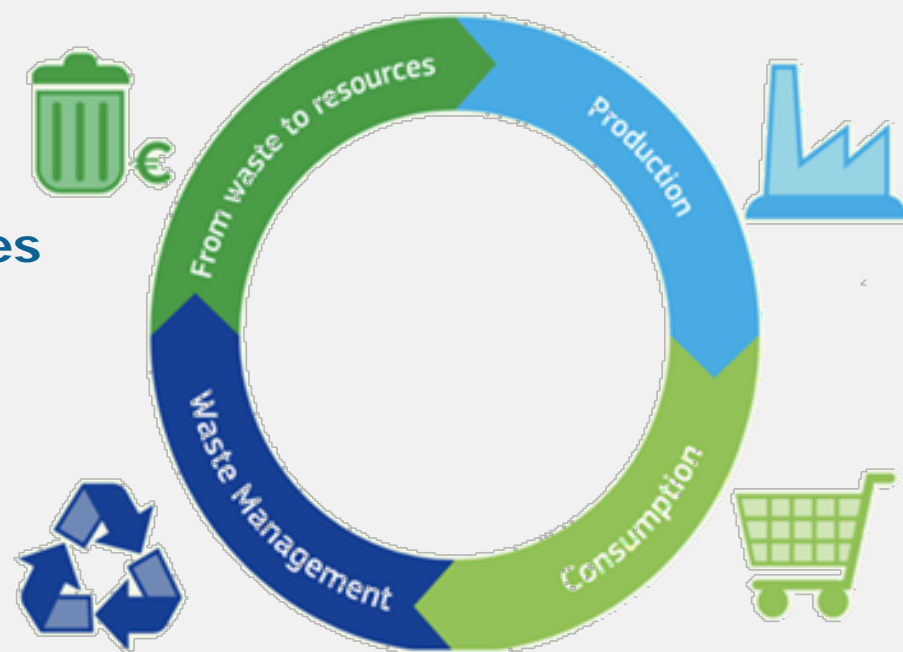 From waste to resources
Production
es
Consumption
Waste Management
€